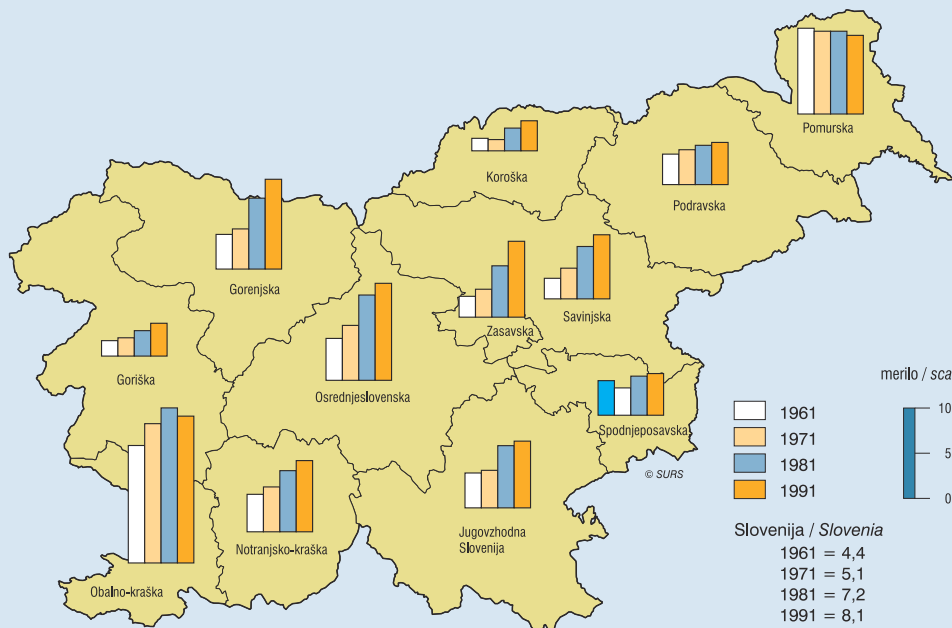 Pomurska
Koroška
Podravska
Gorenjska
Zasavska
Savinjska
Goriška
Osrednjeslovenska
Spodnjeposavska
© SURS
Notranjsko-kraška
Jugovzhodna
Slovenija
Obalno-kraška
merilo / sca
10
5
0
1961
1971
1981
1991
Slovenija / Slovenia
1961 = 4,4
1971 = 5,1
1981 = 7,2
1991 = 8,1